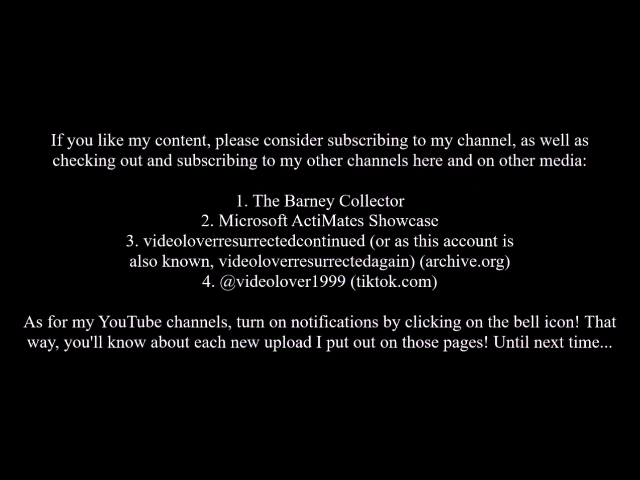 If you like my content, please consider subscribing to my channel, as well as
checking out and subscribing to my other channels here and on other media:
1. The Barney Collector
2. Microsoft ActiMates Showcase
3. videoloverresurrectedcontinued (or as this account is
also known, videoloverresurrectedagain) (archive.org)
4. @videolover1999 (tiktok.com)
As for my YouTube channels, turn on notifications by clicking on the bell icon! That
way, you'll know about each new upload I put out on those pages! Until next time...